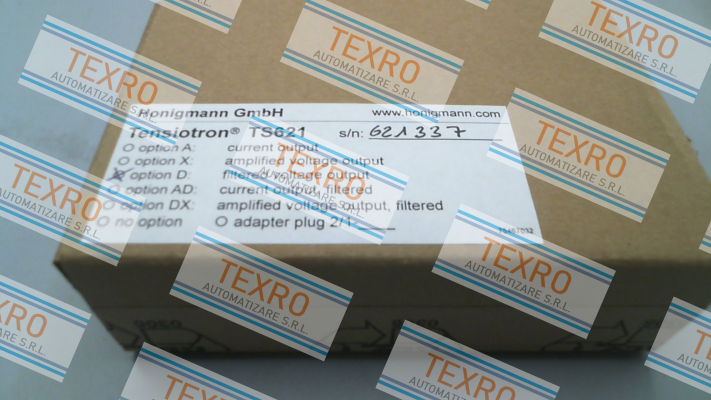 Honigmann GmbH www.honigmann.com
Tensiotron® TS621 s/n: 621337
option A: current output
option X: amplified voltage output
option D: filtered voltage output
option AD: current output, filtered
option DX: amplified voltage output, filtered
no option adapter plug 2/1
TEXRO
AUTOMATIZARE S.R.L.